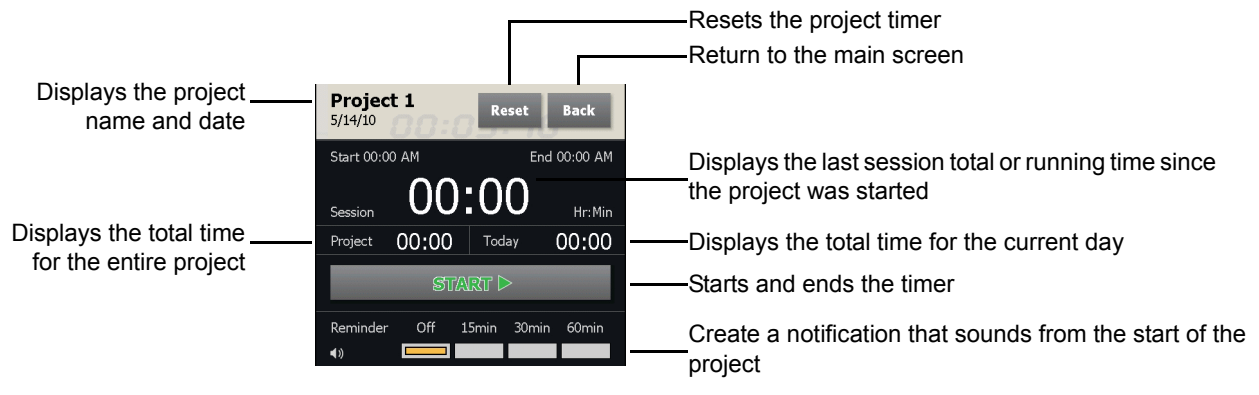 Resets the project timer
Return to the main screen
Displays the project
name and date
Project 1
5/14/10
Reset
Back
Start 00:00 AM
End 00:00 AM
00:00
Session
Hr:Min
Displays the last session total or running time since
the project was started
Displays the total time
for the entire project
Project 00:00
Today 00:00
Displays the total time for the current day
START
Starts and ends the timer
Reminder Off 15min 30min 60min
Create a notification that sounds from the start of the
project